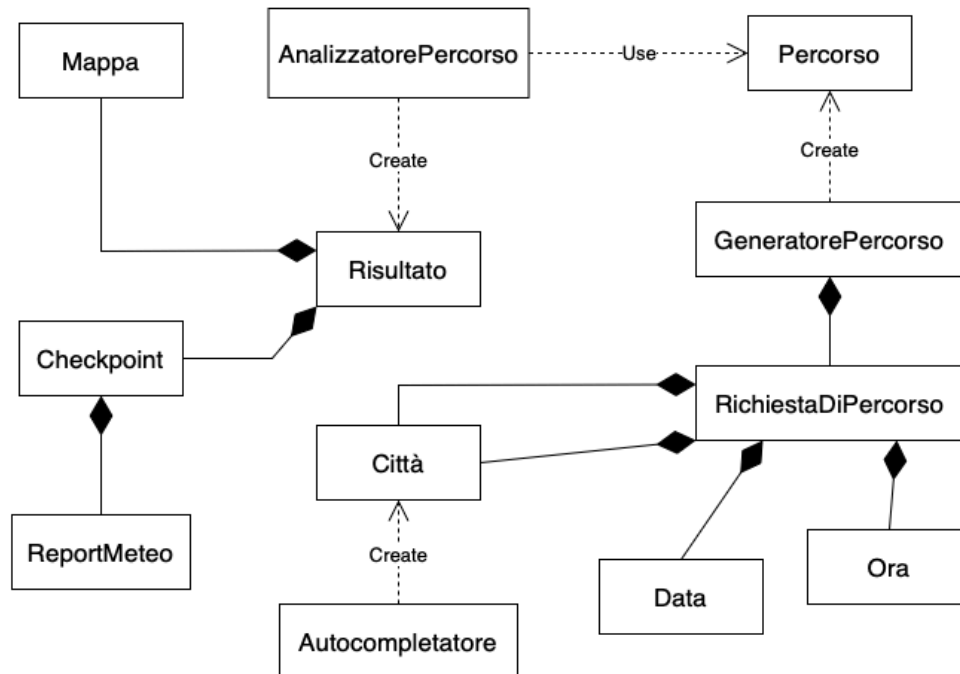 Mappa
AnalizzatorePercorso
Use
Percorso
Create
Create
GeneratorePercorso
Risultato
Checkpoint
RichiestaDiPercorso
Città
ReportMeteo
Create
Ora
Data
Autocompletatore